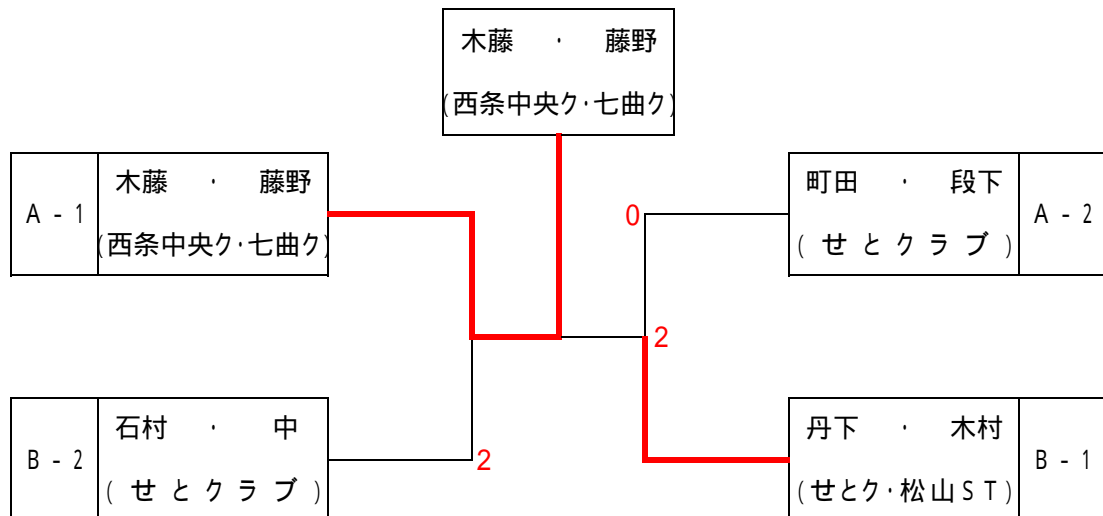 木藤 ・ 藤野
(西条中央ク・七曲ク)
A - 1
木藤 ・ 藤野
(西条中央ク・七曲ク)
0
町田 ・ 段下
( せ と ク ラ ブ )
A - 2
2
B - 2
石村 ・ 中
( せ と ク ラ ブ )
2
丹下 ・ 木村
(せとク・松山ST)
B - 1